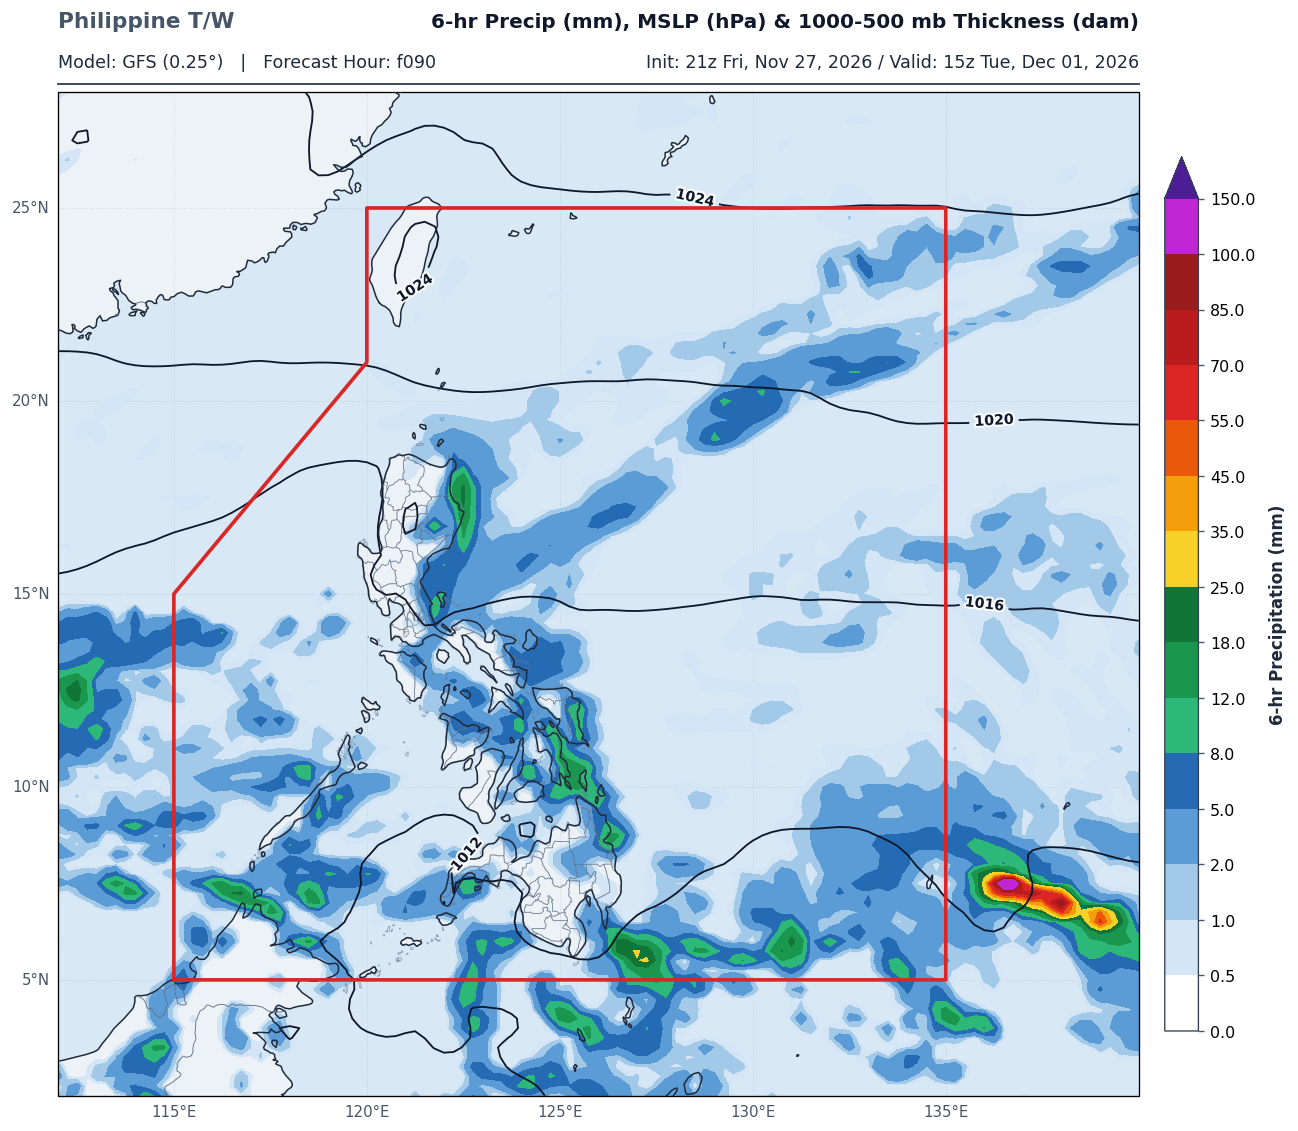 Philippine T/W
6-hr Precip (mm), MSLP (hPa) & 1000-500 mb Thickness (dam)
Model: GFS (0.25°) | Forecast Hour: f090
Init: 21z Fri, Nov 27, 2026 / Valid: 15z Tue, Dec 01, 2026
25°N
20°N
15°N
10°N
5°N
115°E
120°E
125°E
130°E
135°E
1024
1024
1020
1016
1012
150.0
100.0
85.0
70.0
55.0
45.0
35.0
25.0
18.0
12.0
8.0
5.0
2.0
1.0
0.5
0.0
6-hr Precipitation (mm)